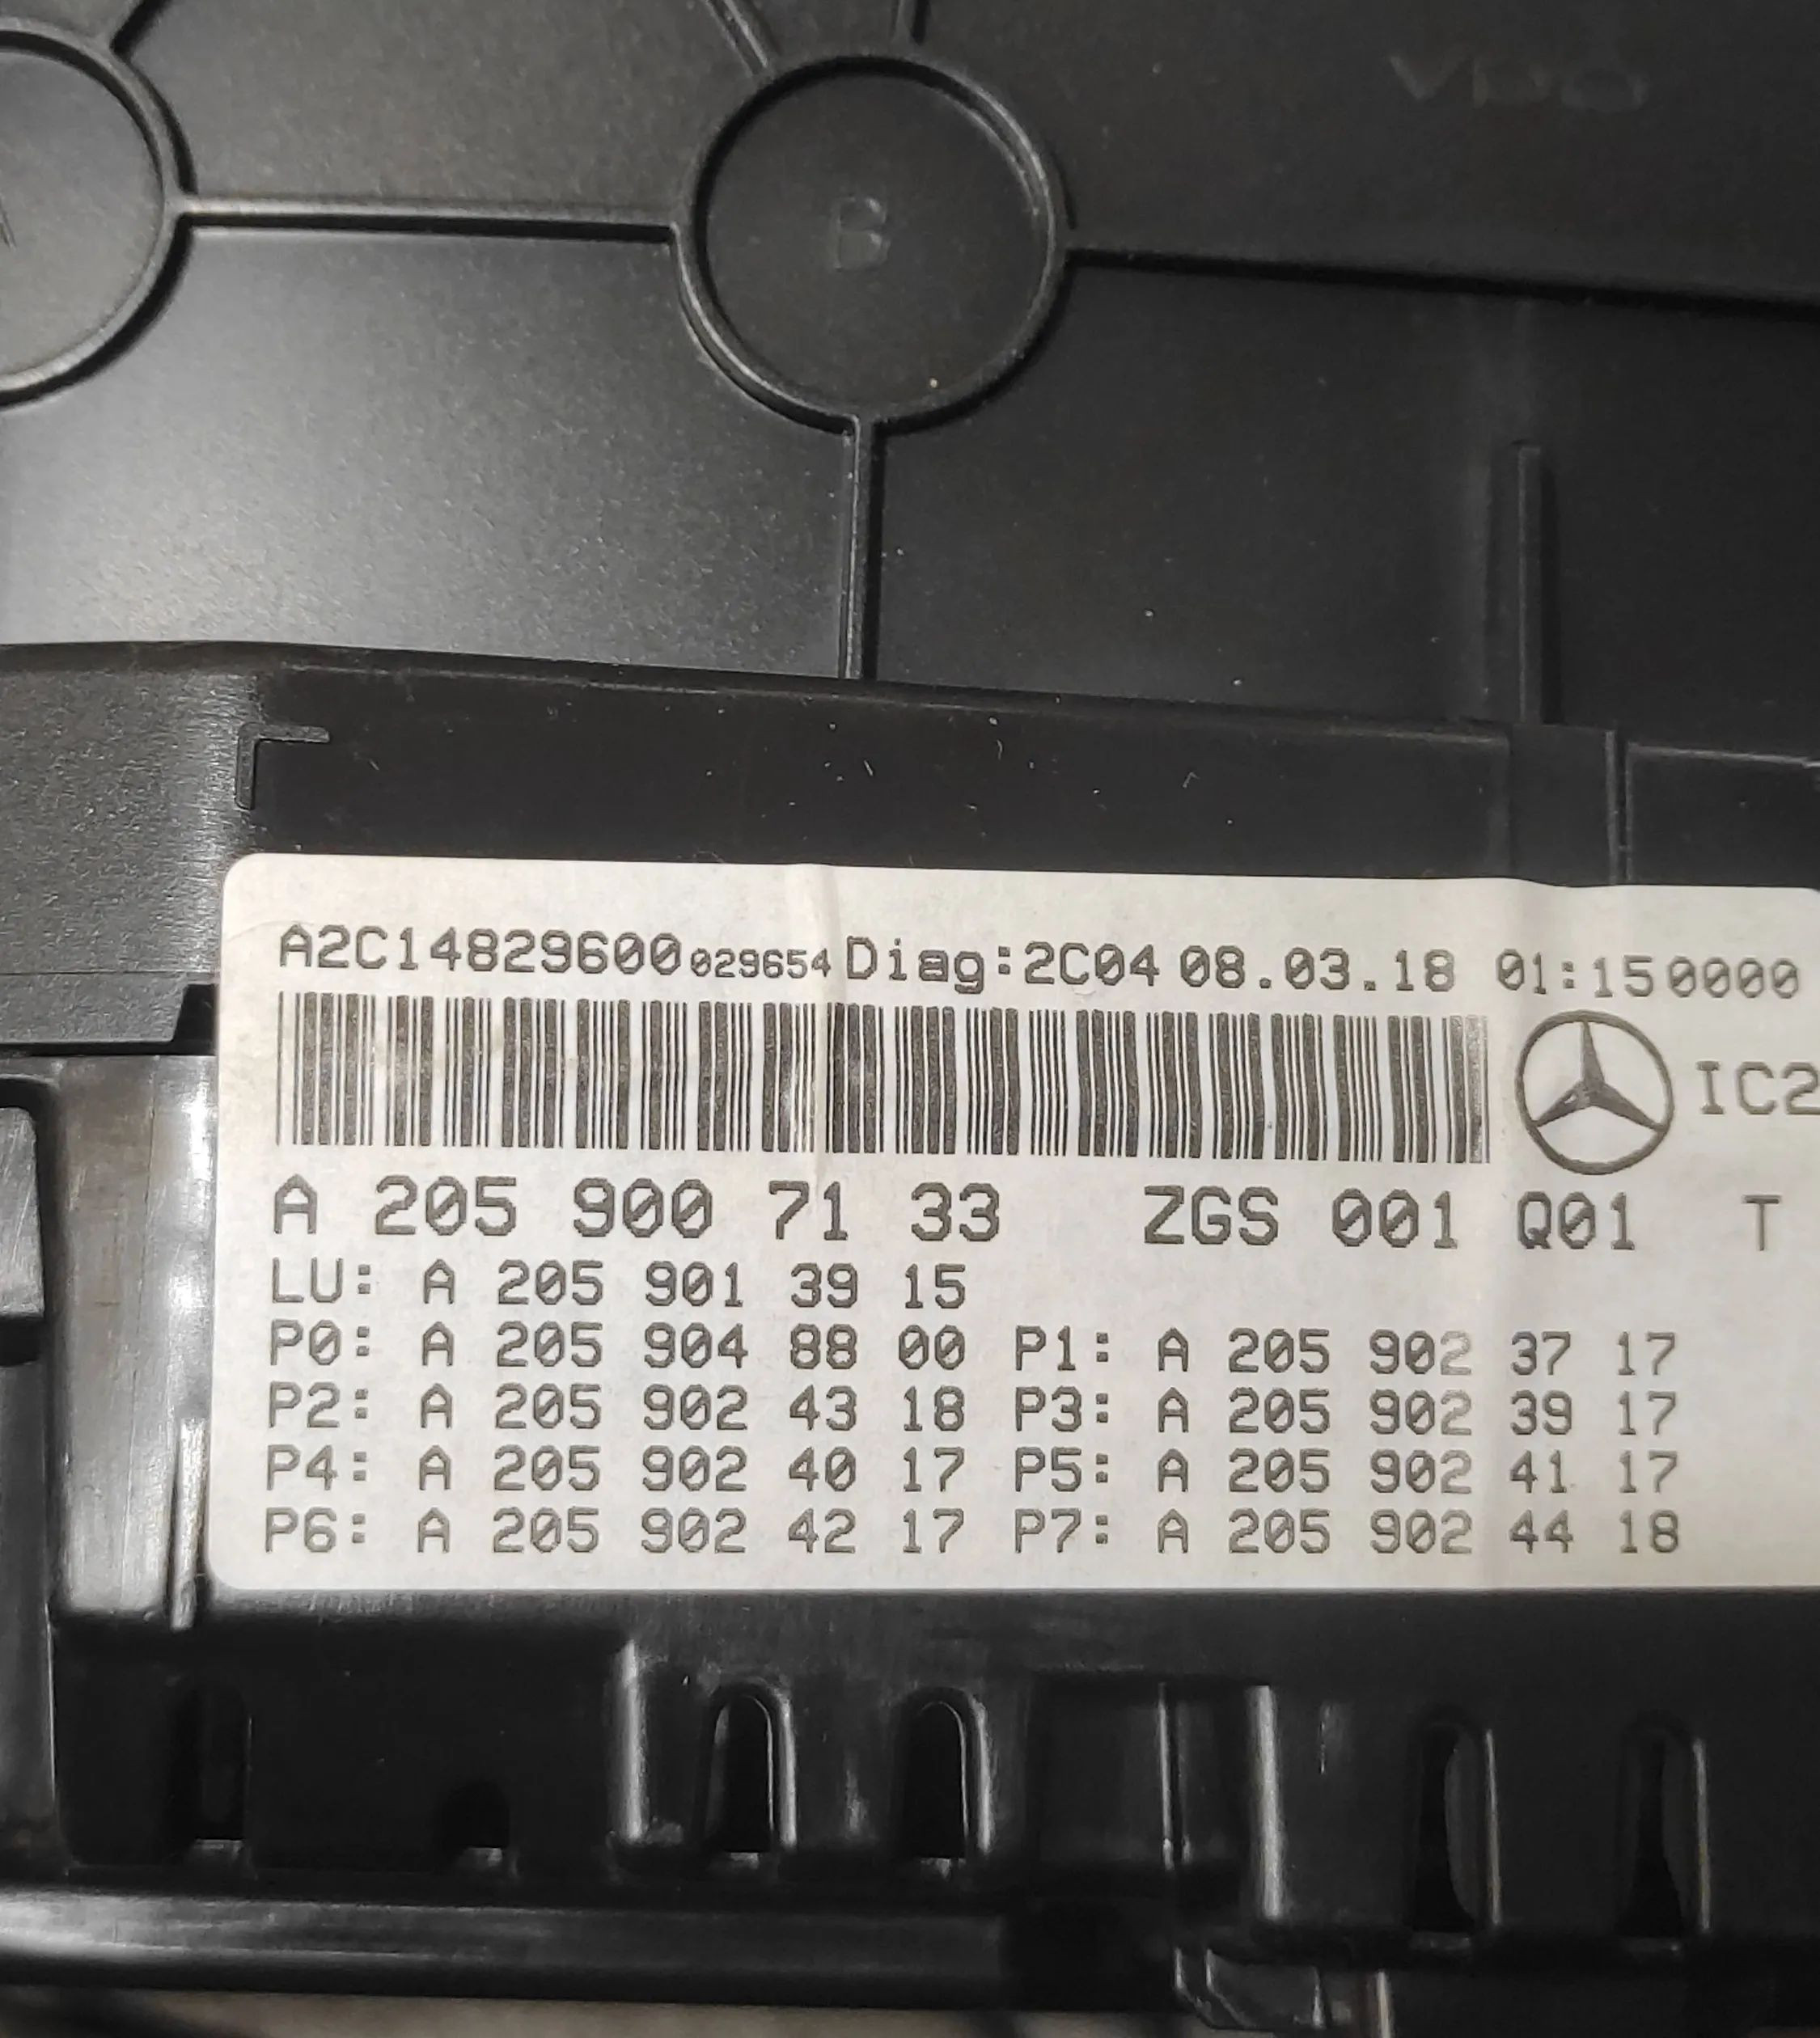 VDO
B
A2C14829600 029654 Diag:2C04 08.03.18 01:15 0000
IC2
A 205 900 71 33 ZGS 001 Q01 T
LU: A 205 901 39 15
P0: A 205 904 88 00 P1: A 205 902 37 17
P2: A 205 902 43 18 P3: A 205 902 39 17
P4: A 205 902 40 17 P5: A 205 902 41 17
P6: A 205 902 42 17 P7: A 205 902 44 18